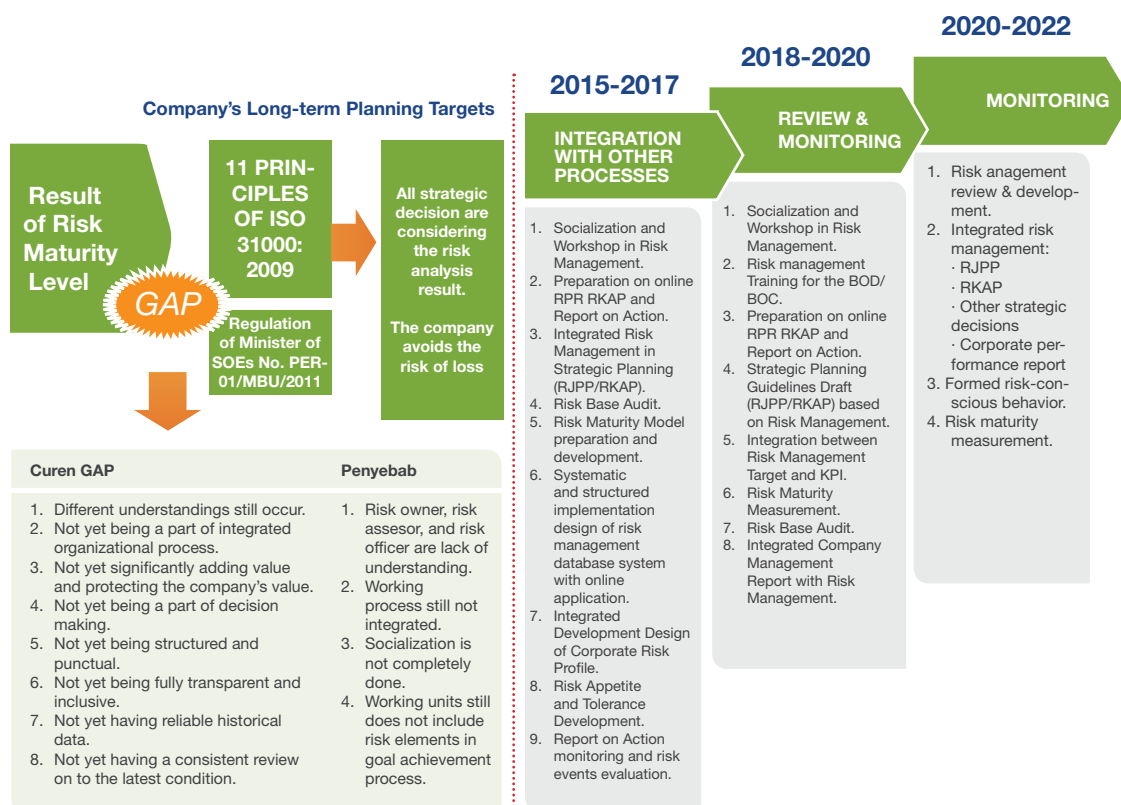 Company's Long-term Planning Targets
Result
of Risk
Maturity
Level
GAP
11 PRIN-
CIPLES
OF ISO
31000:
2009
Regulation
of Minister of
SOEs No. PER-
01/MBU/2011
All strategic
decision are
considering
the risk
analysis
result.
The company
avoids the
risk of loss
Curen GAP
1. Different understandings still occur.
2. Not yet being a part of integrated
organizational process.
3. Not yet significantly adding value
and protecting the company's value.
4. Not yet being a part of decision
making.
5. Not yet being structured and
punctual.
6. Not yet being fully transparent and
inclusive.
7. Not yet having reliable historical
data.
8. Not yet having a consistent review
on to the latest condition.
Penyebab
1. Risk owner, risk
assesor, and risk
officer are lack of
understanding.
2. Working
process still not
integrated.
3. Socialization is
not completely
done.
4. Working units still
does not include
risk elements in
goal achievement
process.
2015-2017
INTEGRATION
WITH OTHER
PROCESSES
1. Socialization and
Workshop in Risk
Management.
2. Preparation on online
RPR RKAP and
Report on Action.
3. Integrated Risk
Management in
Strategic Planning
(RJPP/RKAP).
4. Risk Base Audit.
5. Risk Maturity Model
preparation and
development.
6. Systematic
and structured
implementation
design of risk
management
database system
with online
application.
7. Integrated
Development Design
of Corporate Risk
Profile.
8. Risk Appetite
and Tolerance
Development.
9. Report on Action
monitoring and risk
events evaluation.
2018-2020
REVIEW &
MONITORING
1. Socialization and
Workshop in Risk
Management.
2. Risk management
Training for the BOD/
BOC.
3. Preparation on online
RPR RKAP and
Report on Action.
4. Strategic Planning
Guidelines Draft
(RJPP/RKAP) based
on Risk Management.
5. Integration between
Risk Management
Target and KPI.
6. Risk Maturity
Measurement.
7. Risk Base Audit.
8. Integrated Company
Management
Report with Risk
Management.
2020-2022
MONITORING
1. Risk anagement
review & develop-
ment.
2. Integrated risk
management:
· RJPP
· RKAP
· Other strategic
decisions
· Corporate per-
formance report
3. Formed risk-con-
scious behavior.
4. Risk maturity
measurement.